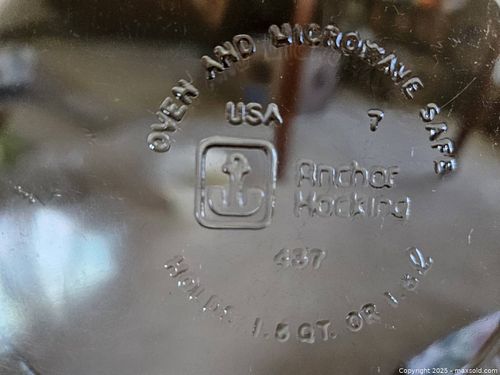 OVEN AND MICROWAVE SAFE
USA 7
Anchor
Hocking
437
HOLDS 1.5 QT. OR 1.5 L
Copyright 2025 - maxsold.com